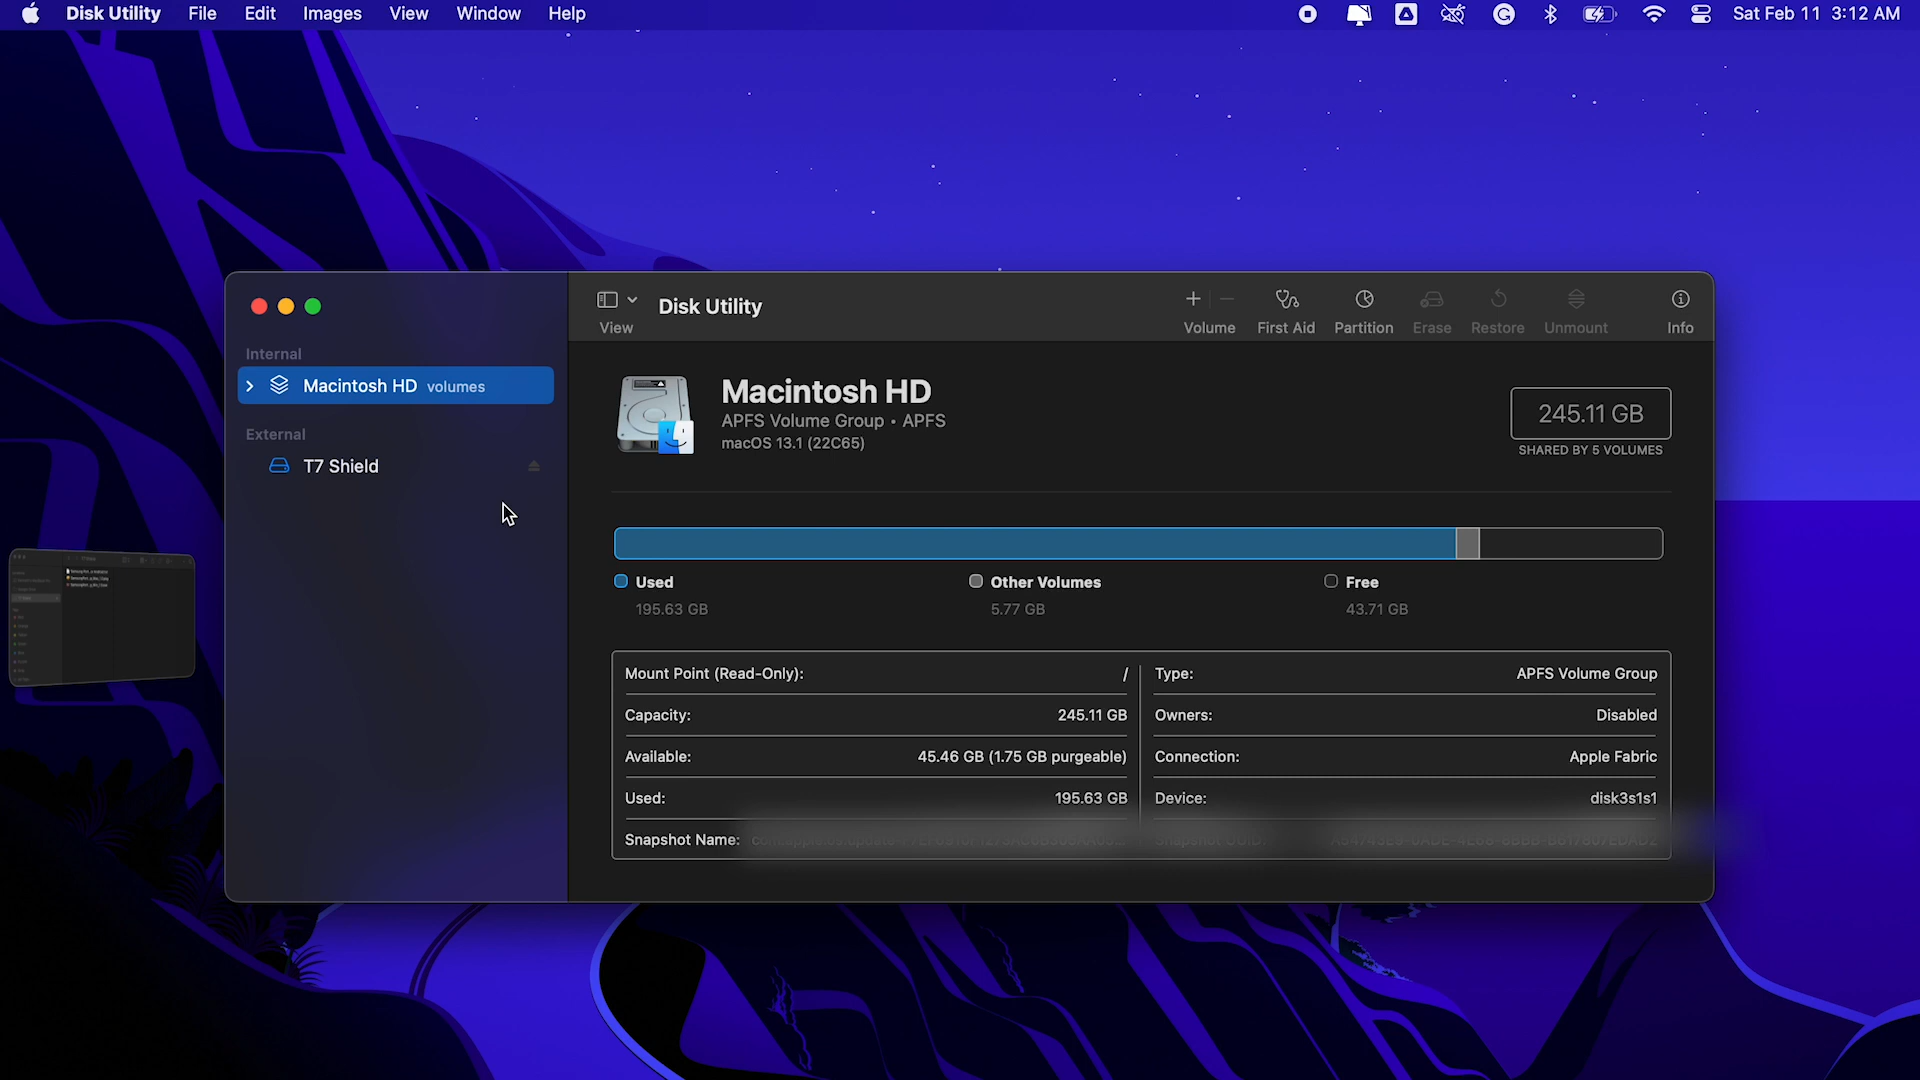 Disk Utility File Edit Images View Window Help Sat Feb 11 3:12 AM
View Disk Utility Volume First Aid Partition Erase Restore Unmount Info
Internal
Macintosh HD volumes
External
T7 Shield
Macintosh HD
APFS Volume Group • APFS
macOS 13.1 (22C65)
245.11 GB
SHARED BY 5 VOLUMES
Used Other Volumes Free
195.63 GB 5.77 GB 43.71 GB
Mount Point (Read-Only): / Type: APFS Volume Group
Capacity: 245.11 GB Owners: Disabled
Available: 45.46 GB (1.75 GB purgeable) Connection: Apple Fabric
Used: 195.63 GB Device: disk3s1s1
Snapshot Name: